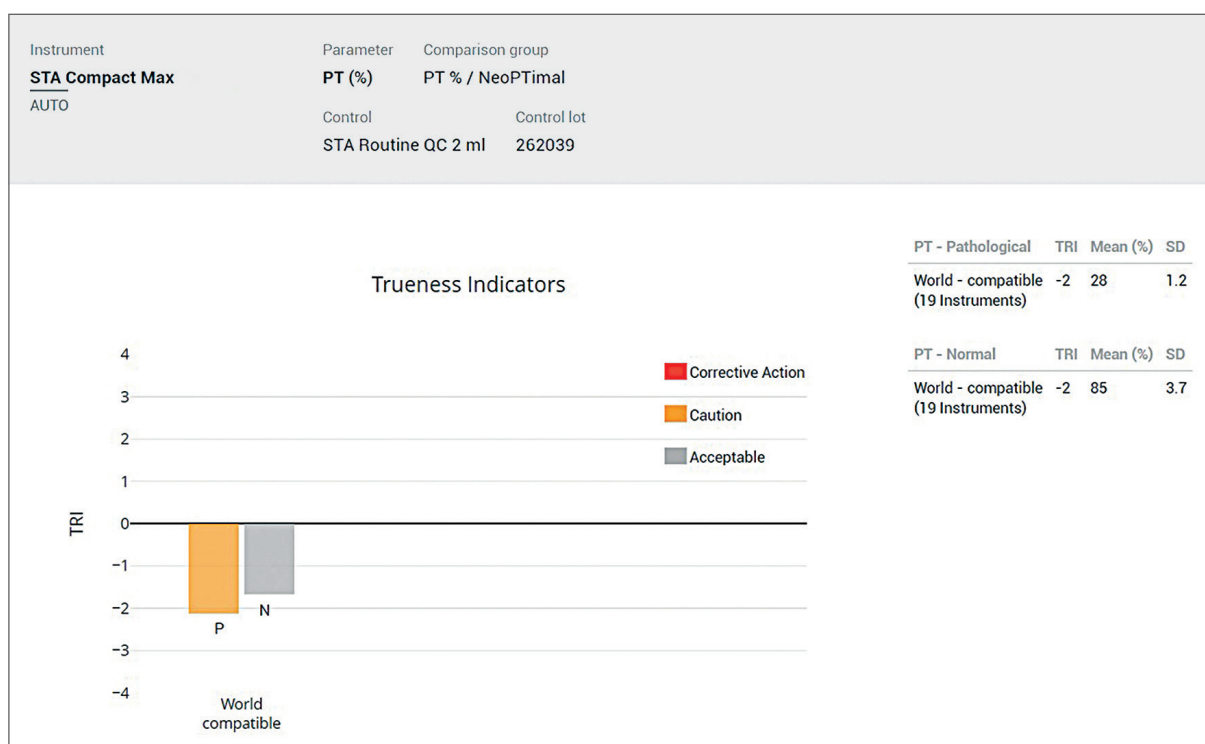 Instrument
STA Compact Max
AUTO
Parameter
PT (%)
Comparison group
PT % / NeoPTimal
Control
STA Routine QC 2 ml
Control lot
262039
Trueness Indicators
4
3
2
1
0
−1
−2
−3
−4
TRI
P
N
World
compatible
Corrective Action
Caution
Acceptable
PT - Pathological TRI Mean (%) SD
World - compatible -2 28 1.2
(19 Instruments)
PT - Normal TRI Mean (%) SD
World - compatible -2 85 3.7
(19 Instruments)